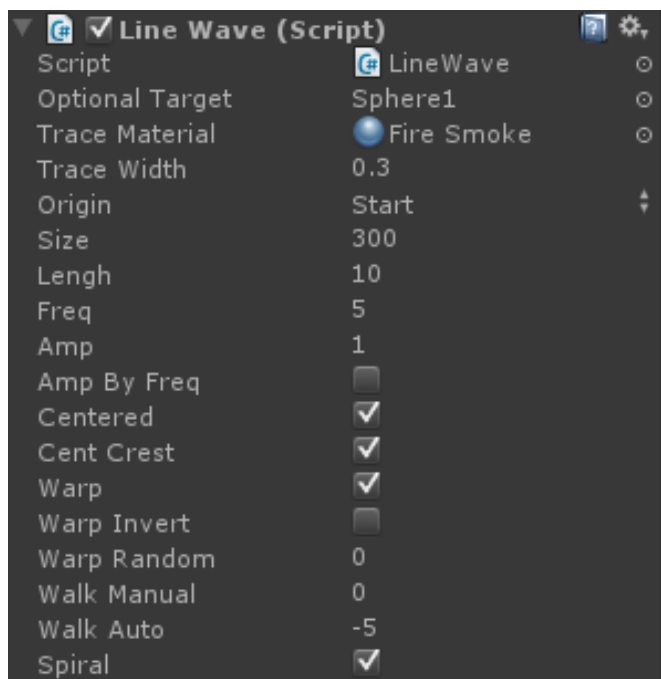 Line Wave (Script)
Script LineWave
Optional Target Sphere1
Trace Material Fire Smoke
Trace Width 0.3
Origin Start
Size 300
Lengh 10
Freq 5
Amp 1
Amp By Freq
Centered
Cent Crest
Warp
Warp Invert
Warp Random 0
Walk Manual 0
Walk Auto -5
Spiral